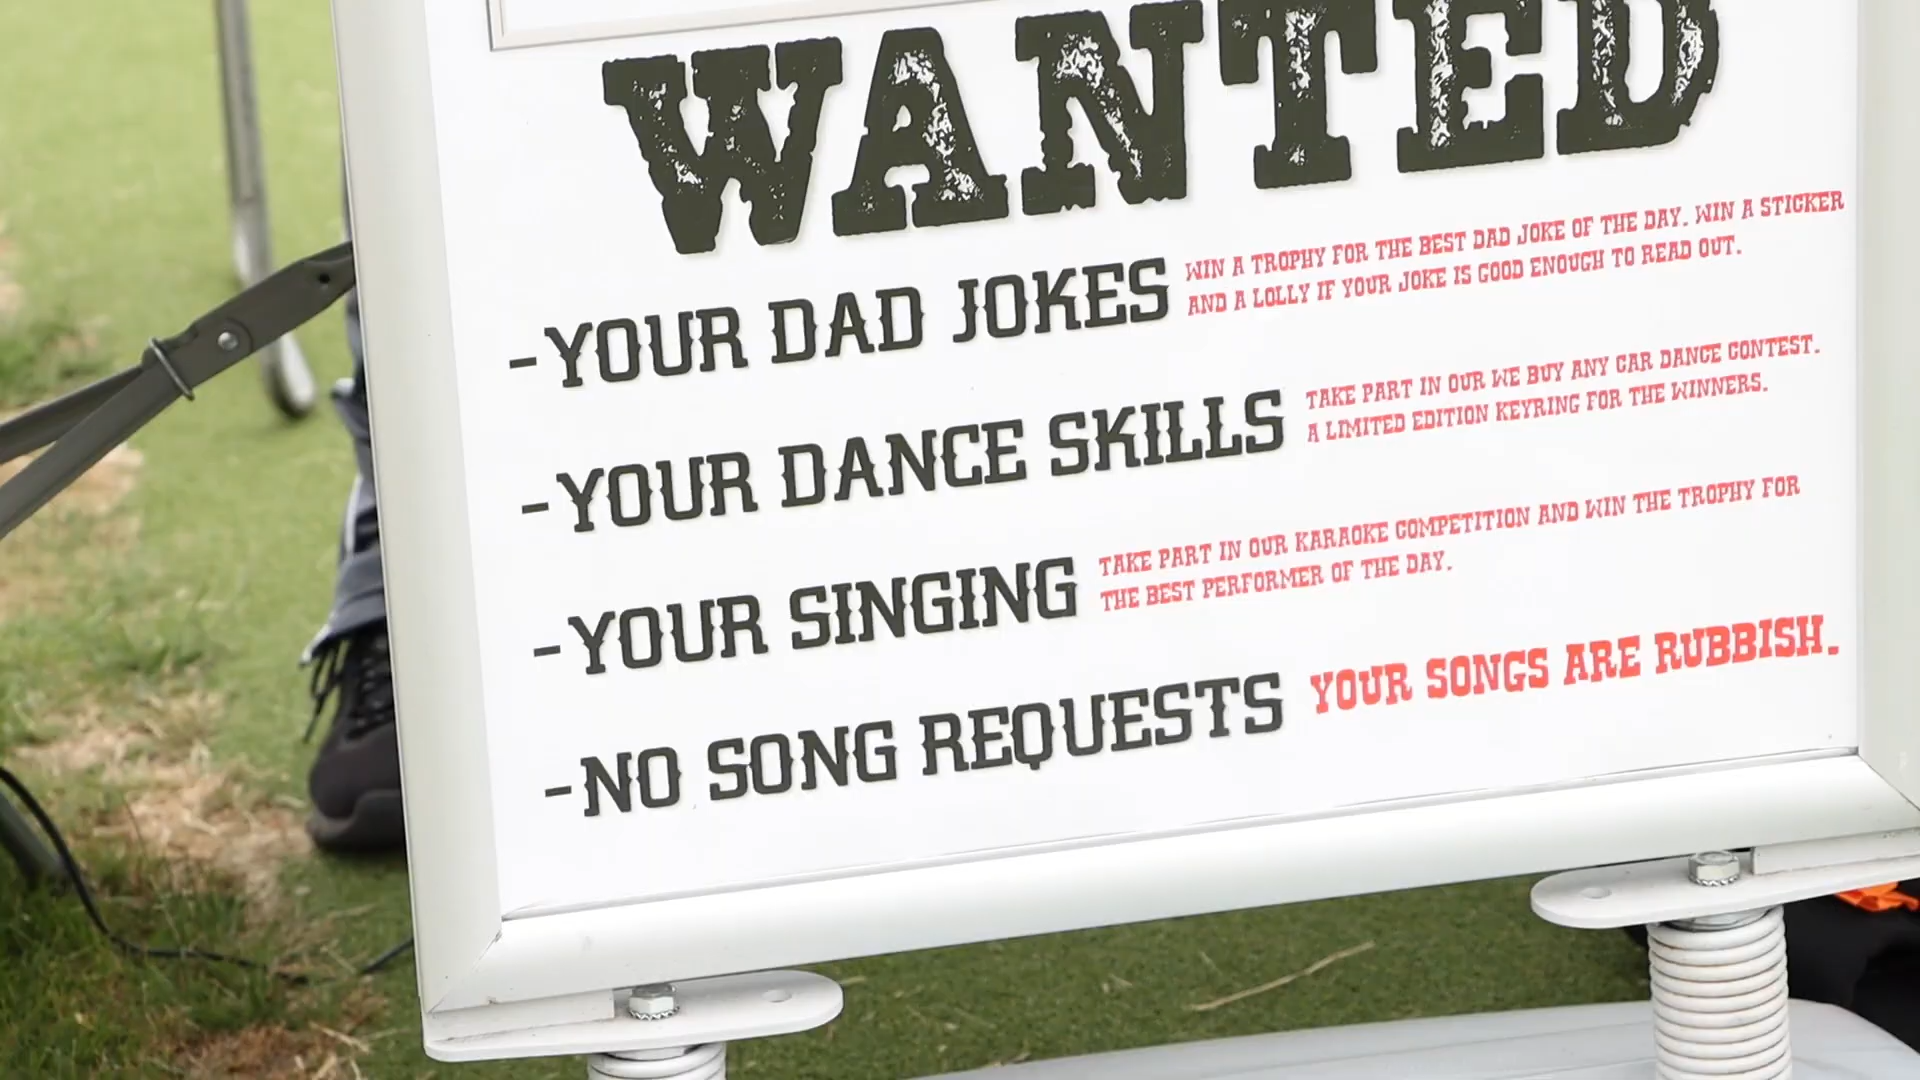 WANTED
-YOUR DAD JOKES
WIN A TROPHY FOR THE BEST DAD JOKE OF THE DAY. WIN A STICKER
AND A LOLLY IF YOUR JOKE IS GOOD ENOUGH TO READ OUT.
-YOUR DANCE SKILLS
TAKE PART IN OUR WE BUY ANY CAR DANCE CONTEST.
A LIMITED EDITION KEYRING FOR THE WINNERS.
-YOUR SINGING
TAKE PART IN OUR KARAOKE COMPETITION AND WIN THE TROPHY FOR
THE BEST PERFORMER OF THE DAY.
-NO SONG REQUESTS YOUR SONGS ARE RUBBISH.